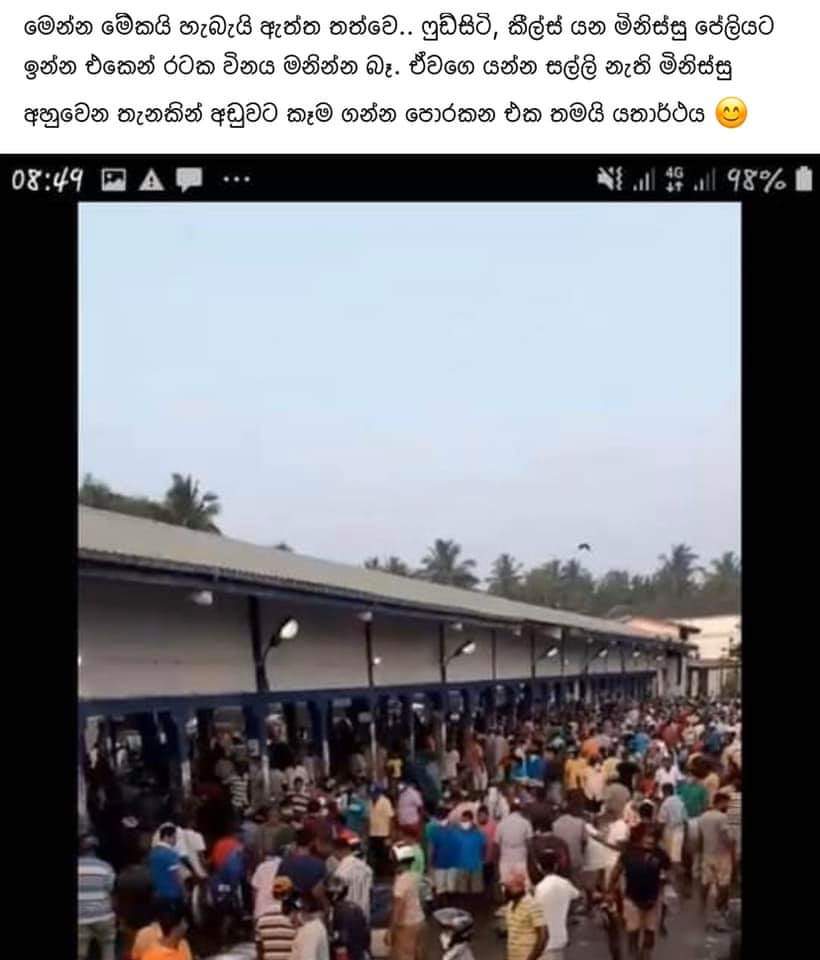 මෙන්න මේකයි හැබැයි ඇත්ත තත්වෙ.. ෆුඩ්සිටි, කීල්ස් යන මිනිස්සු පේලියට
ඉන්න එකෙන් රටක විනය මනින්න බෑ. ඒවගෙ යන්න සල්ලි නැති මිනිස්සු
අහුවෙන තැනකින් අඩුවට කෑම ගන්න පොරකන එක තමයි යතාර්ථය 😊
08:49 ... 4G 98%